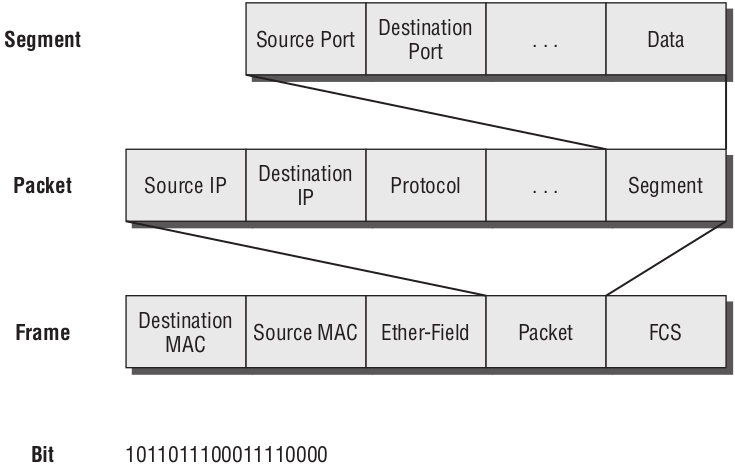 Segment
Source Port
Destination
Port
. . .
Data
Packet
Source IP
Destination
IP
Protocol
. . .
Segment
Frame
Destination
MAC
Source MAC
Ether-Field
Packet
FCS
Bit
1011011100011110000